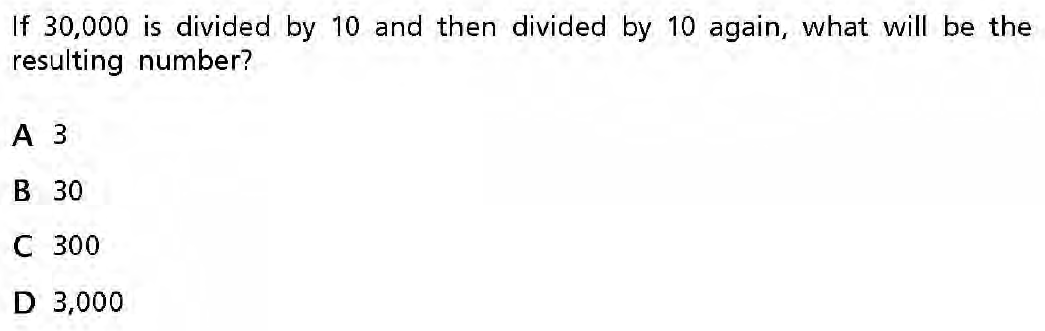 If 30,000 is divided by 10 and then divided by 10 again, what will be the
resulting number?
A 3
B 30
C 300
D 3,000